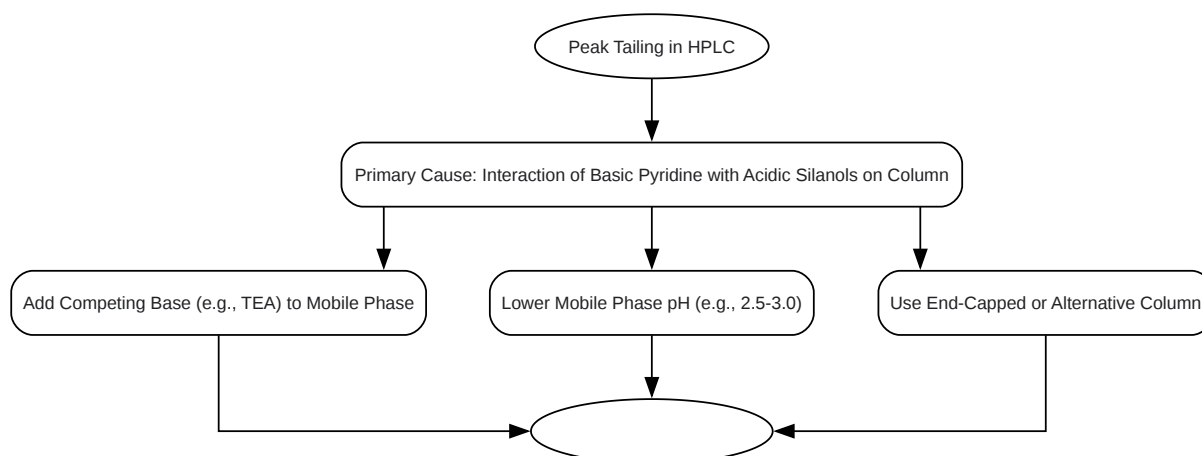 Peak Tailing in HPLC
Primary Cause: Interaction of Basic Pyridine with Acidic Silanols on Column
Add Competing Base (e.g., TEA) to Mobile Phase
Lower Mobile Phase pH (e.g., 2.5-3.0)
Use End-Capped or Alternative Column